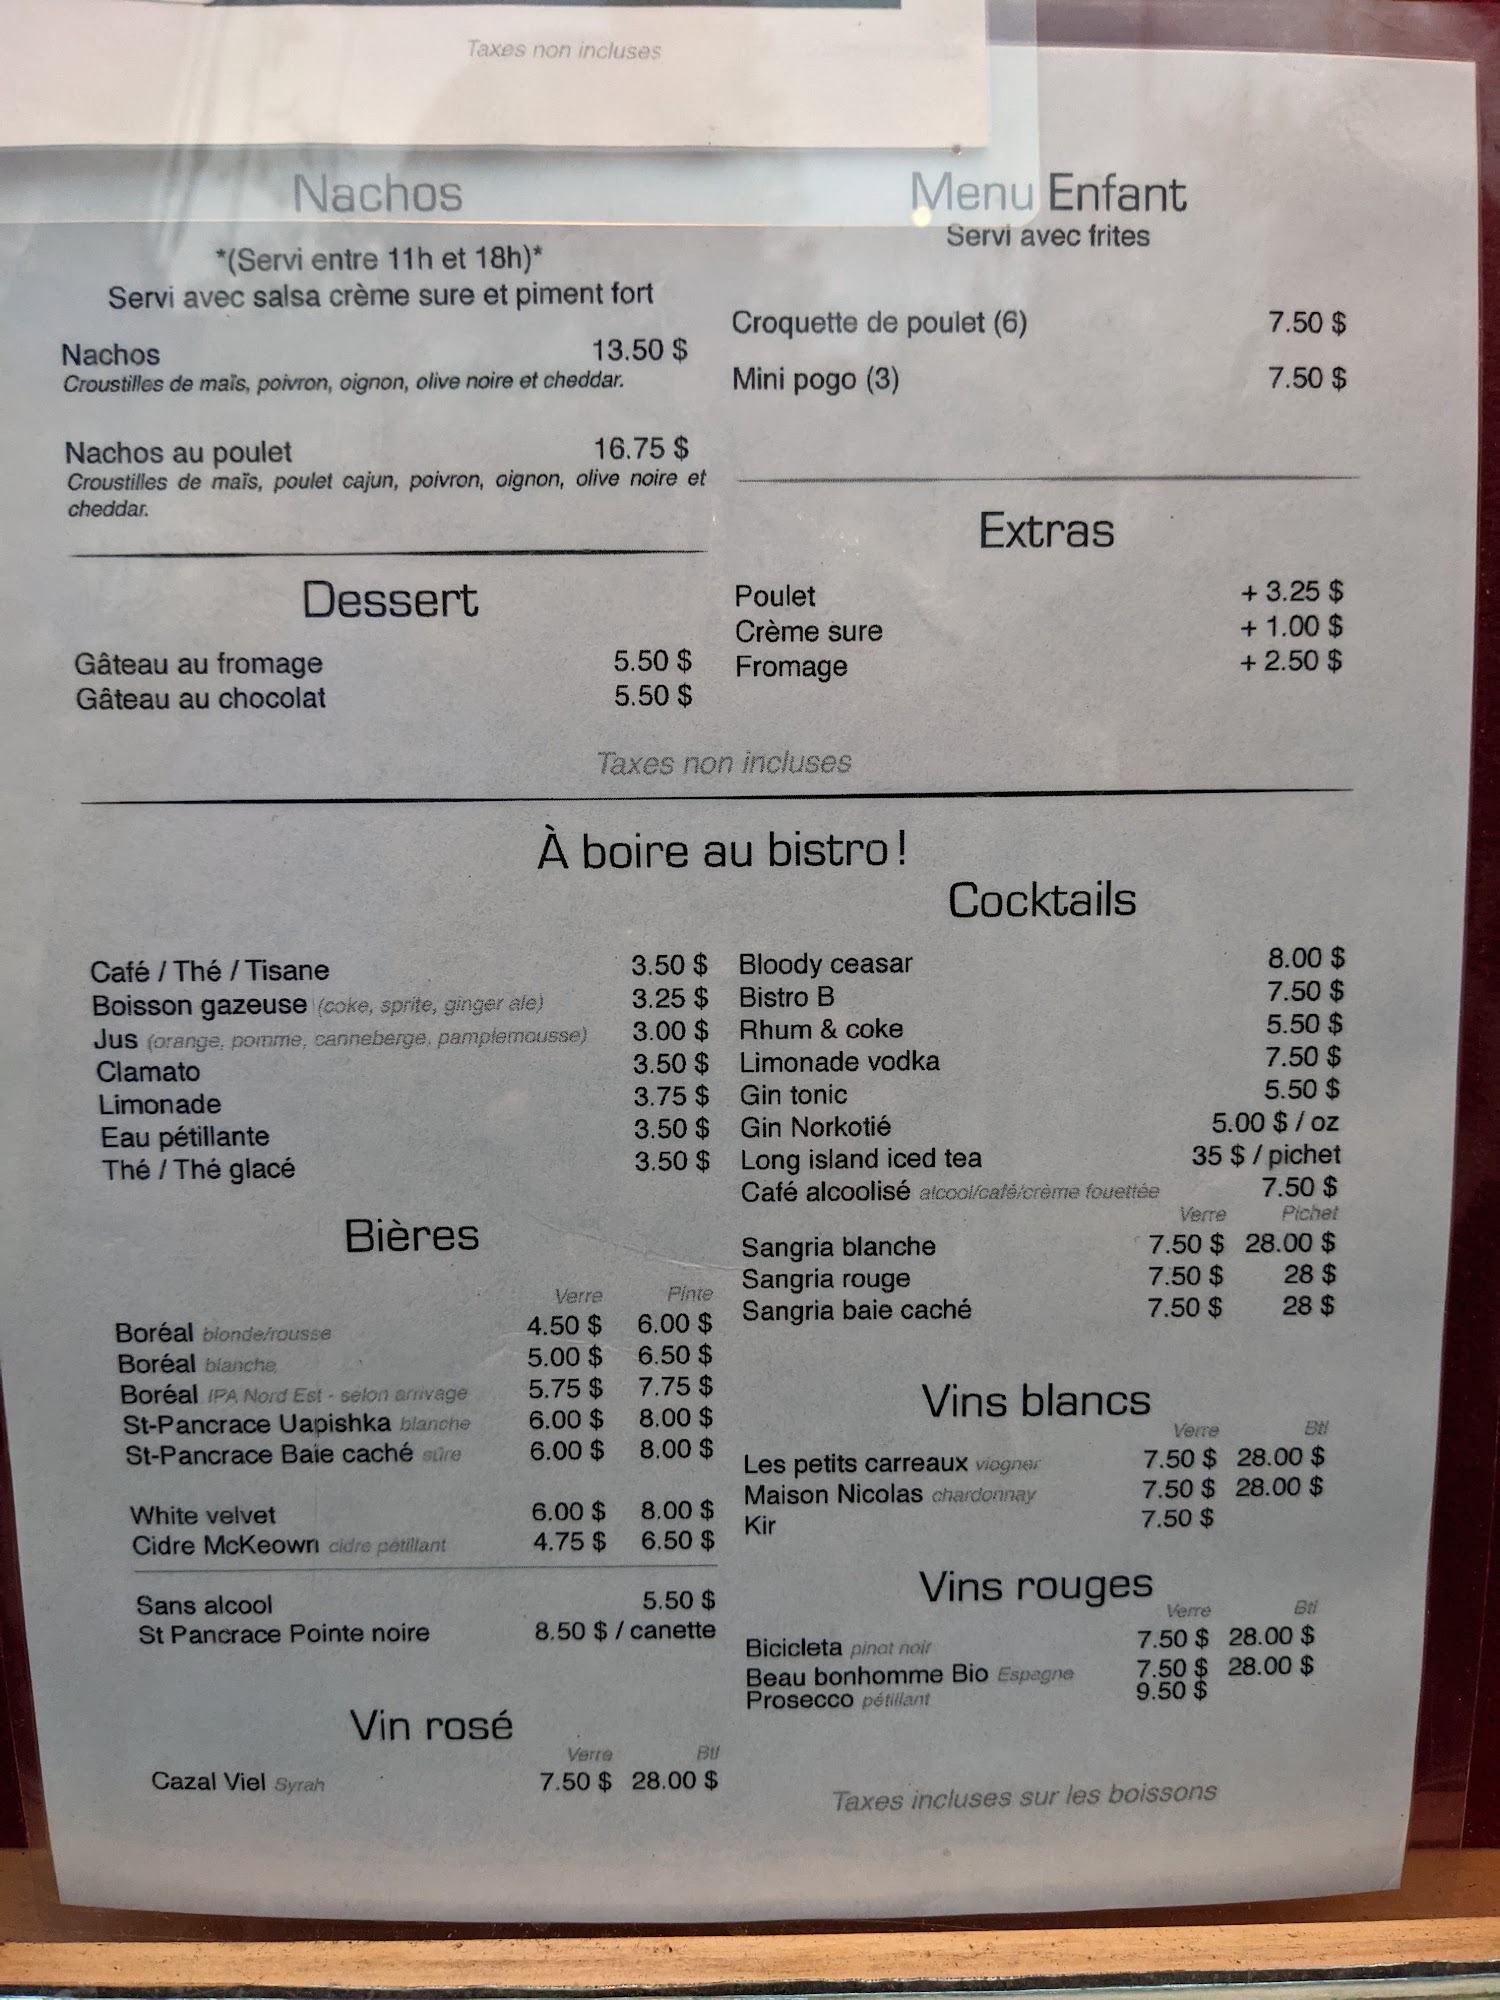 Taxes non incluses
Nachos
*(Servi entre 11h et 18h)*
Servi avec salsa crème sure et piment fort
Nachos 13.50 $
Croustilles de maïs, poivron, oignon, olive noire et cheddar.
Nachos au poulet 16.75 $
Croustilles de maïs, poulet cajun, poivron, oignon, olive noire et
cheddar.
Dessert
Gâteau au fromage 5.50 $
Gâteau au chocolat 5.50 $
Menu Enfant
Servi avec frites
Croquette de poulet (6) 7.50 $
Mini pogo (3) 7.50 $
Extras
Poulet + 3.25 $
Crème sure + 1.00 $
Fromage + 2.50 $
Taxes non incluses
À boire au bistro !
Café / Thé / Tisane 3.50 $
Boisson gazeuse (coke, sprite, ginger ale) 3.25 $
Jus (orange, pomme, canneberge, pamplemousse) 3.00 $
Clamato 3.50 $
Limonade 3.75 $
Eau pétillante 3.50 $
Thé / Thé glacé 3.50 $
Bières
Verre Pinte
Boréal blonde/rousse 4.50 $ 6.00 $
Boréal blanche 5.00 $ 6.50 $
Boréal IPA Nord Est - selon arrivage 5.75 $ 7.75 $
St-Pancrace Uapishka blanche 6.00 $ 8.00 $
St-Pancrace Baie caché sûre 6.00 $ 8.00 $
White velvet 6.00 $ 8.00 $
Cidre McKeown cidre pétillant 4.75 $ 6.50 $
Sans alcool 5.50 $
St Pancrace Pointe noire 8.50 $ / canette
Vin rosé
Verre Btl
Cazal Viel Syrah 7.50 $ 28.00 $
Cocktails
Bloody ceasar 8.00 $
Bistro B 7.50 $
Rhum & coke 5.50 $
Limonade vodka 7.50 $
Gin tonic 5.50 $
Gin Norkotié 5.00 $ / oz
Long island iced tea 35 $ / pichet
Café alcoolisé alcool/café/crème fouettée 7.50 $
Verre Pichet
Sangria blanche 7.50 $ 28.00 $
Sangria rouge 7.50 $ 28 $
Sangria baie caché 7.50 $ 28 $
Vins blancs
Verre Btl
Les petits carreaux viogner 7.50 $ 28.00 $
Maison Nicolas chardonnay 7.50 $ 28.00 $
Kir 7.50 $
Vins rouges
Verre Btl
Bicicleta pinot noir 7.50 $ 28.00 $
Beau bonhomme Bio Espagne 7.50 $ 28.00 $
Prosecco pétillant 9.50 $
Taxes incluses sur les boissons